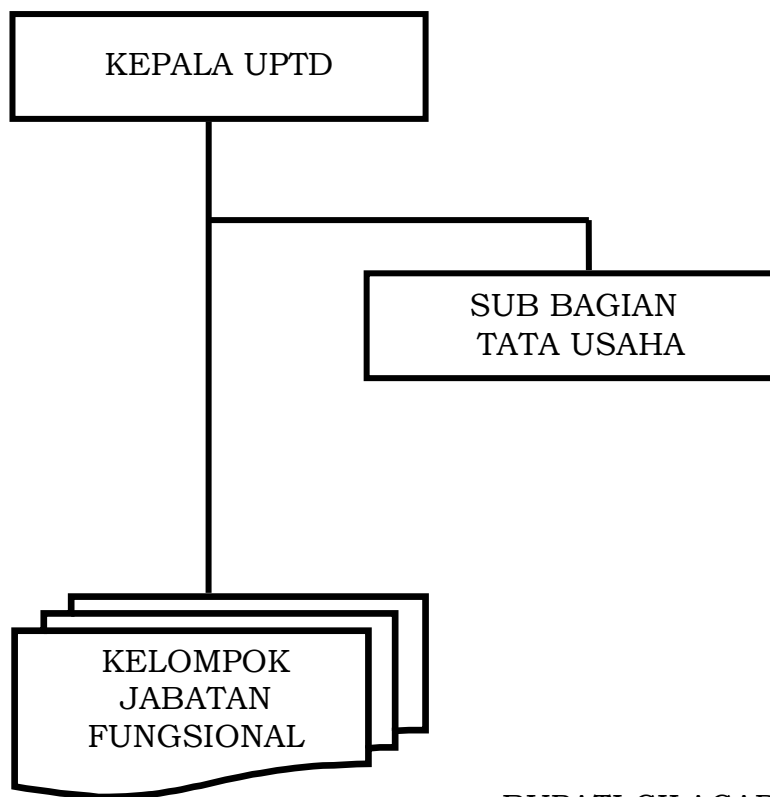 KEPALA UPTD
SUB BAGIAN
TATA USAHA
KELOMPOK
JABATAN
FUNGSIONAL